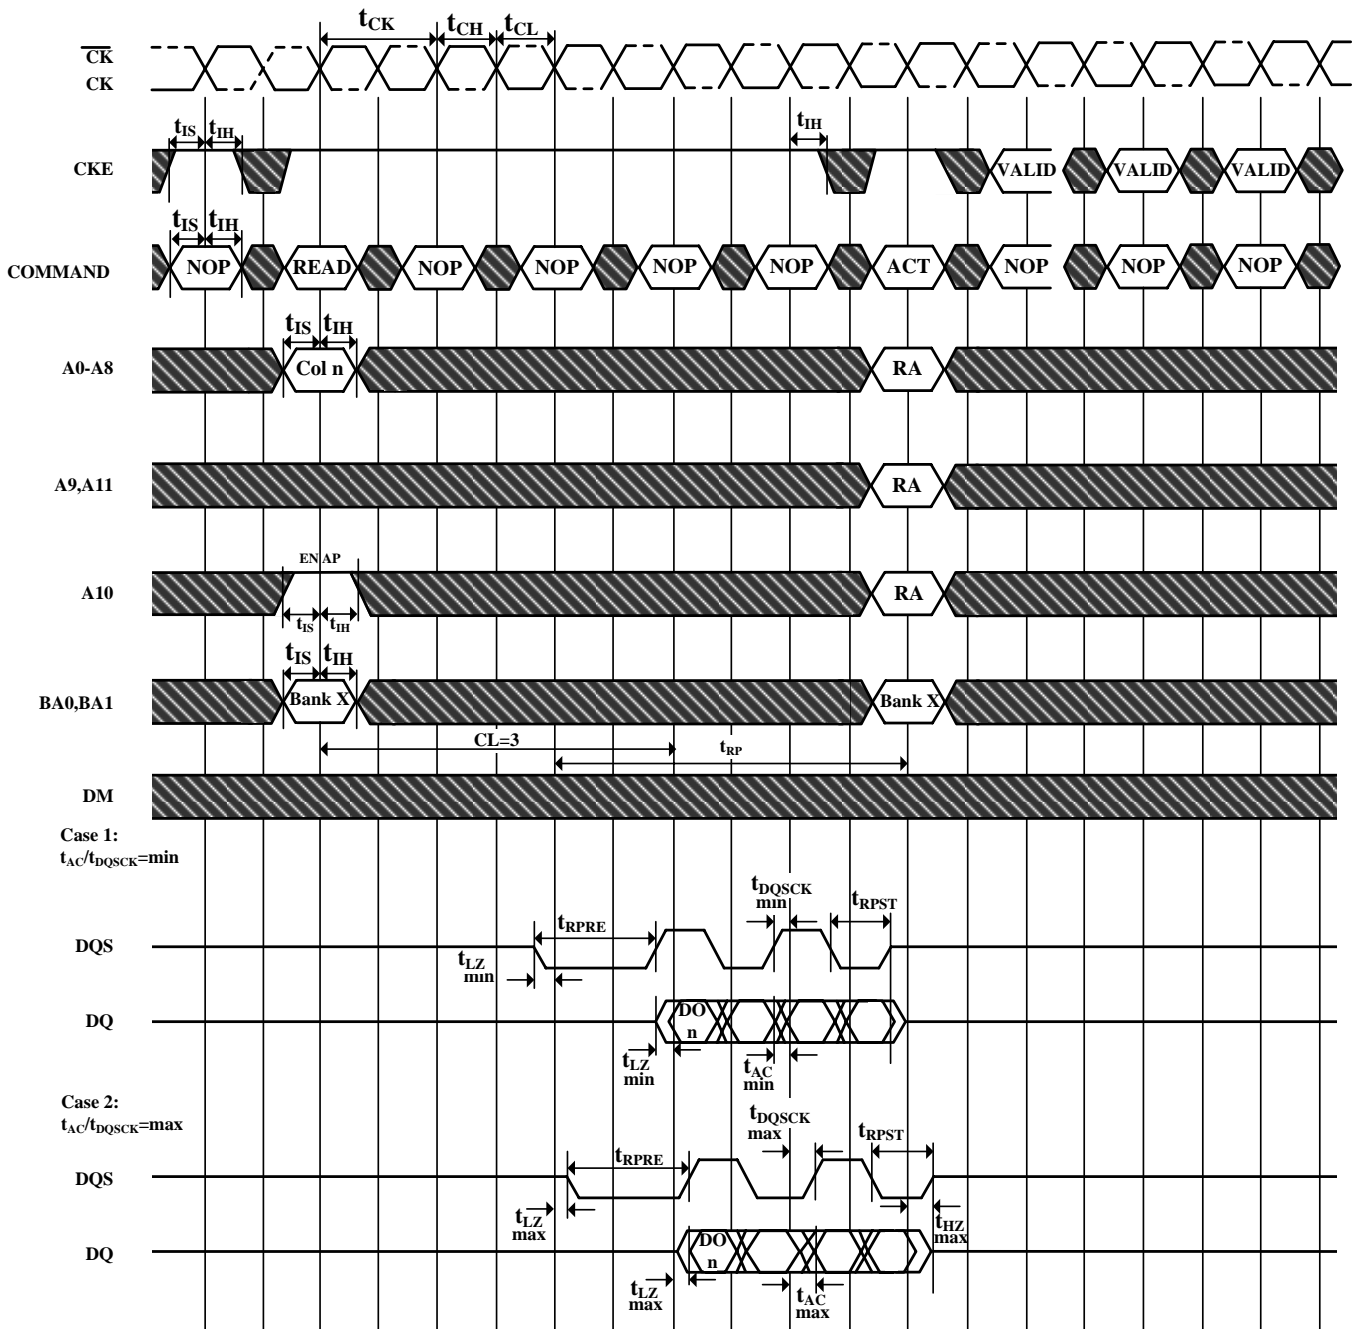 tCK tCH tCL
CK
CK
tIS tIH tIH
CKE VALID VALID VALID
tIS tIH
COMMAND NOP READ NOP NOP NOP NOP ACT NOP NOP NOP
tIS tIH
A0-A8 Col n RA
A9,A11 RA
EN AP
A10 RA
tIS tIH
tIS tIH
BA0,BA1 Bank X Bank X
CL=3 tRP
DM
Case 1:
tAC/tDQSCK=min
tDQSCK
min
tRPST
tRPRE
DQS
tLZ
min
DQ DO
n
tLZ
min
tAC
min
Case 2:
tAC/tDQSCK=max
tDQSCK
max
tRPST
tRPRE
DQS
tLZ
max
tHZ
max
DQ DO
n
tLZ
max
tAC
max